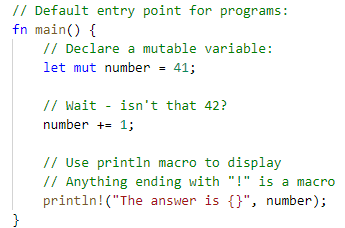 // Default entry point for programs:
fn main() {
    // Declare a mutable variable:
    let mut number = 41;

    // Wait - isn't that 42?
    number += 1;

    // Use println macro to display
    // Anything ending with "!" is a macro
    println!("The answer is {}", number);
}